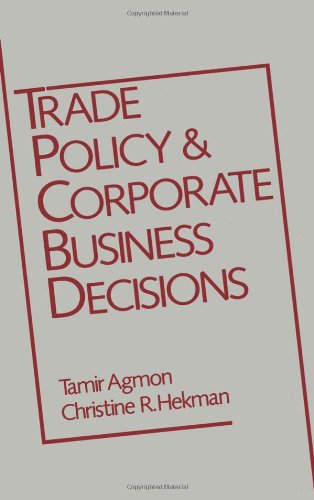 TRADE
POLICY &
CORPORATE
BUSINESS
DECISIONS
Tamir Agmon
Christine R. Hekman